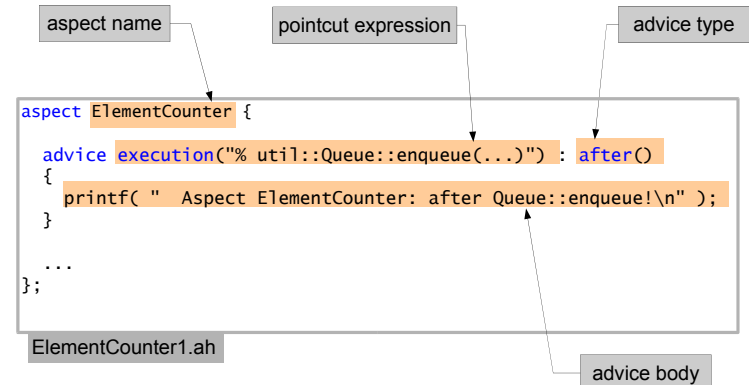 aspect name
pointcut expression
advice type
aspect ElementCounter {
advice execution("% util::Queue::enqueue(...)") : after()
{
printf( "  Aspect ElementCounter: after Queue::enqueue!\n" );
}
...
};
ElementCounter1.ah
advice body